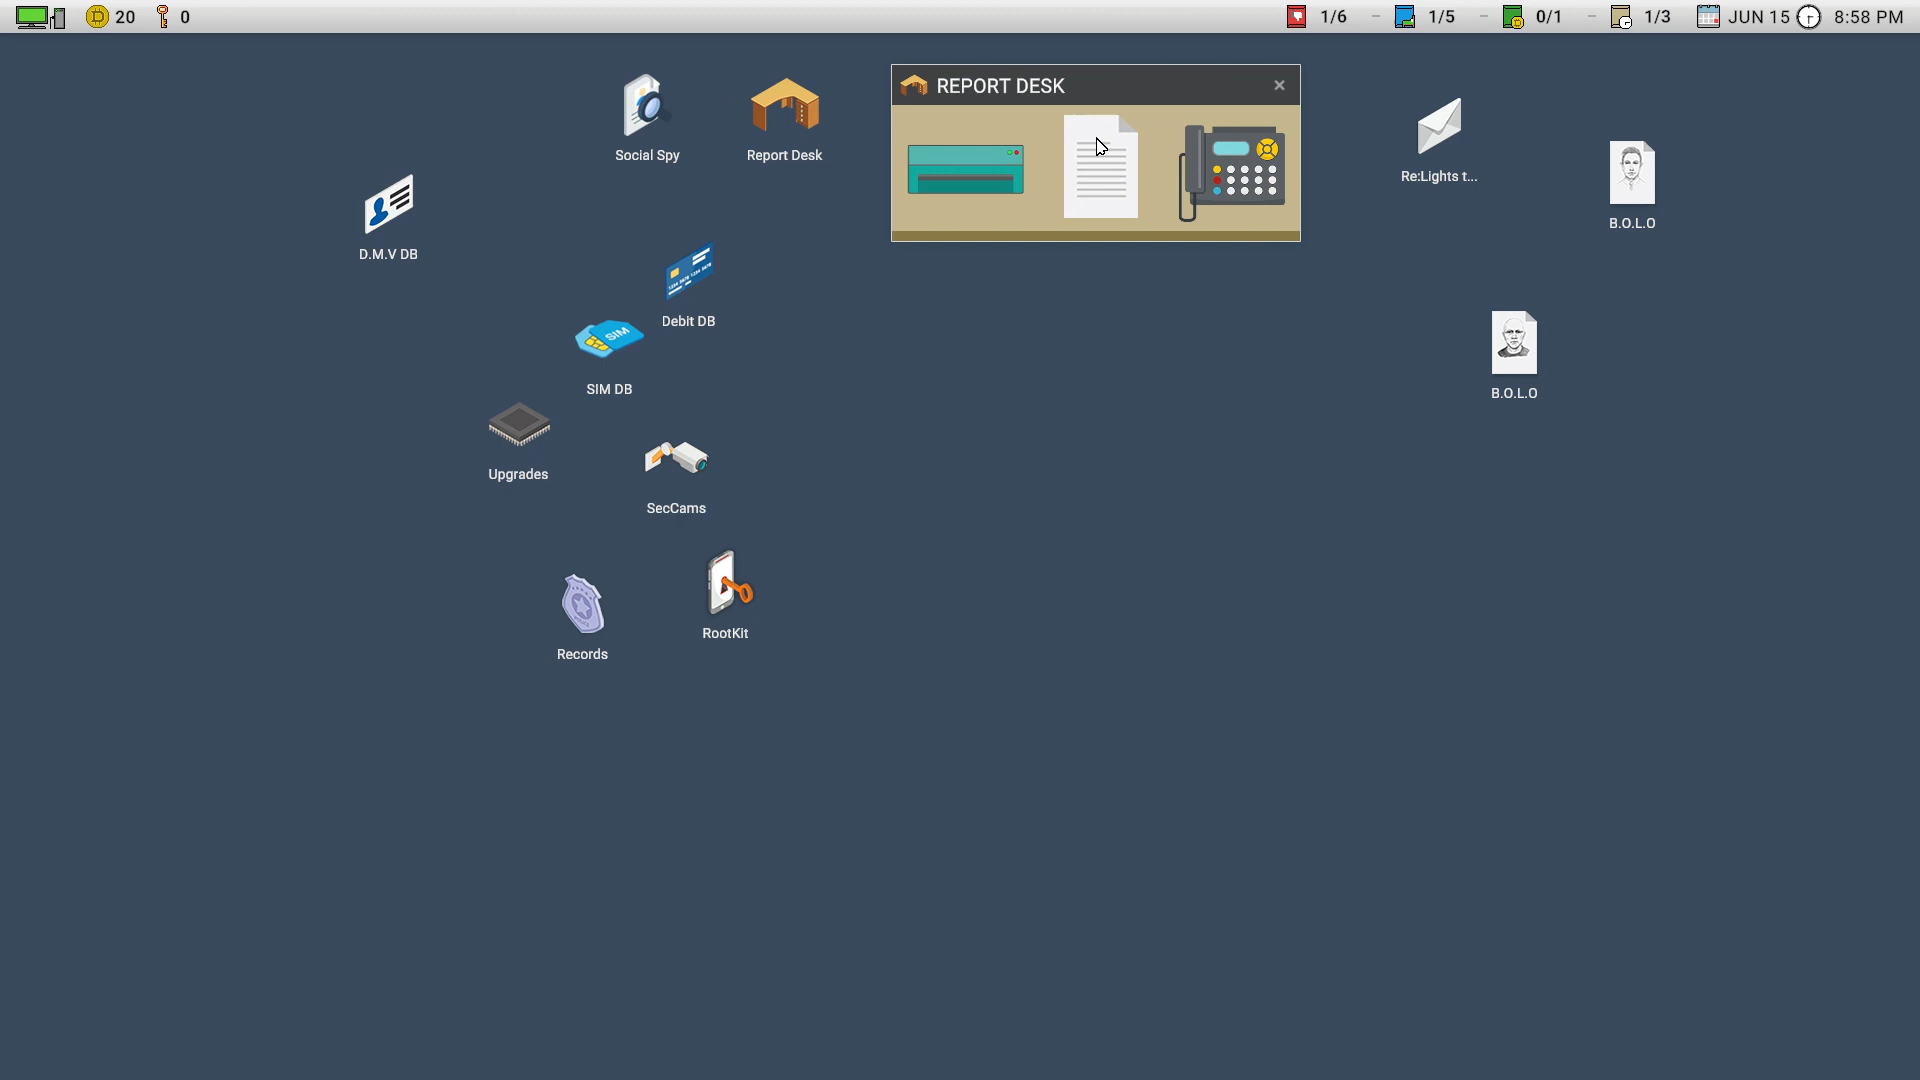 20
0
1/6
1/5
0/1
1/3
JUN 15
8:58 PM
REPORT DESK
Social Spy
Report Desk
Re:Lights t...
B.O.L.O
D.M.V DB
Debit DB
SIM
SIM DB
B.O.L.O
Upgrades
SecCams
RootKit
Records